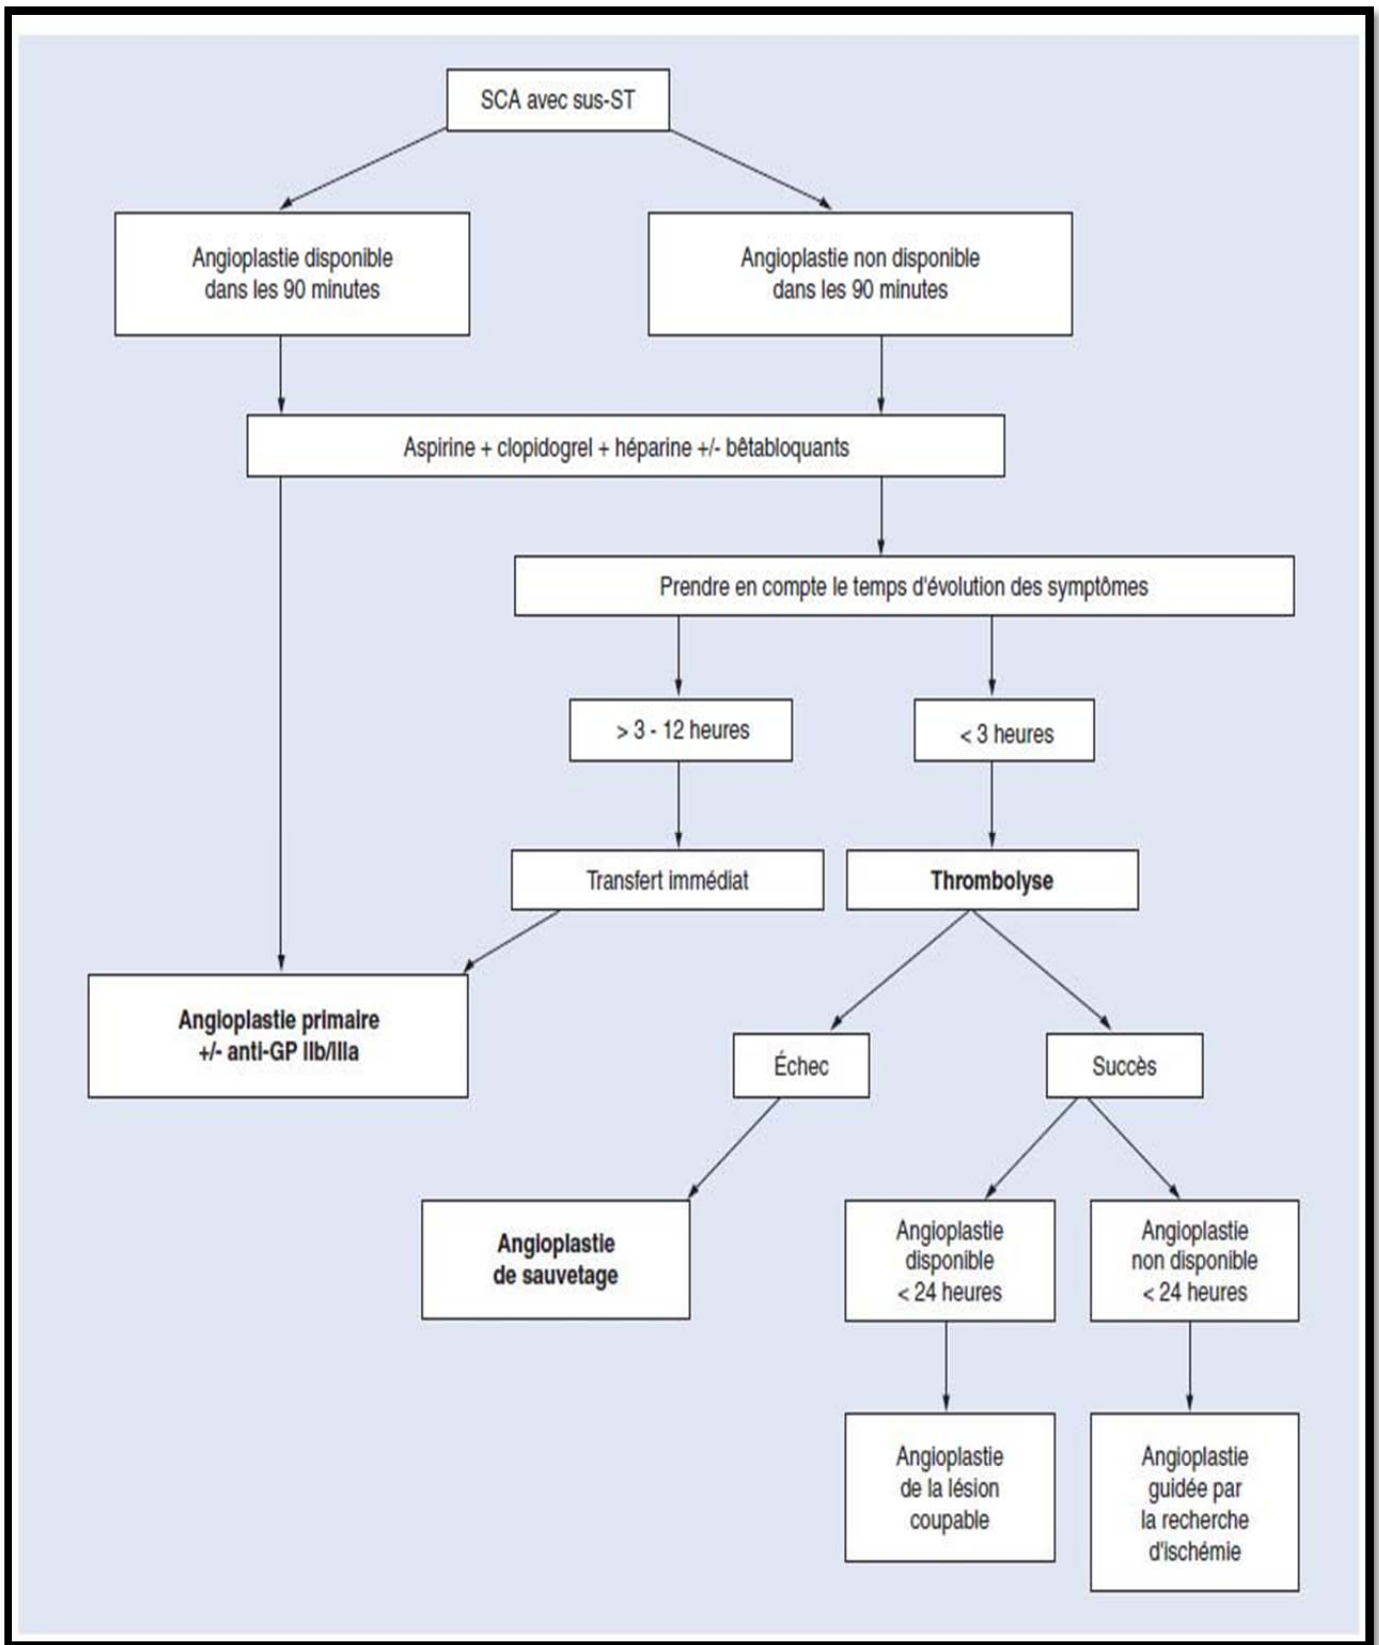 SCA avec sus-ST
Angioplastie disponible
dans les 90 minutes
Angioplastie non disponible
dans les 90 minutes
Aspirine + clopidogrel + héparine +/- bêtabloquants
Prendre en compte le temps d'évolution des symptômes
> 3 - 12 heures
< 3 heures
Transfert immédiat
Thrombolyse
Angioplastie primaire
+/- anti-GP IIb/IIIa
Échec
Succès
Angioplastie
de sauvetage
Angioplastie
disponible
< 24 heures
Angioplastie
non disponible
< 24 heures
Angioplastie
de la lésion
coupable
Angioplastie
guidée par
la recherche
d'ischémie